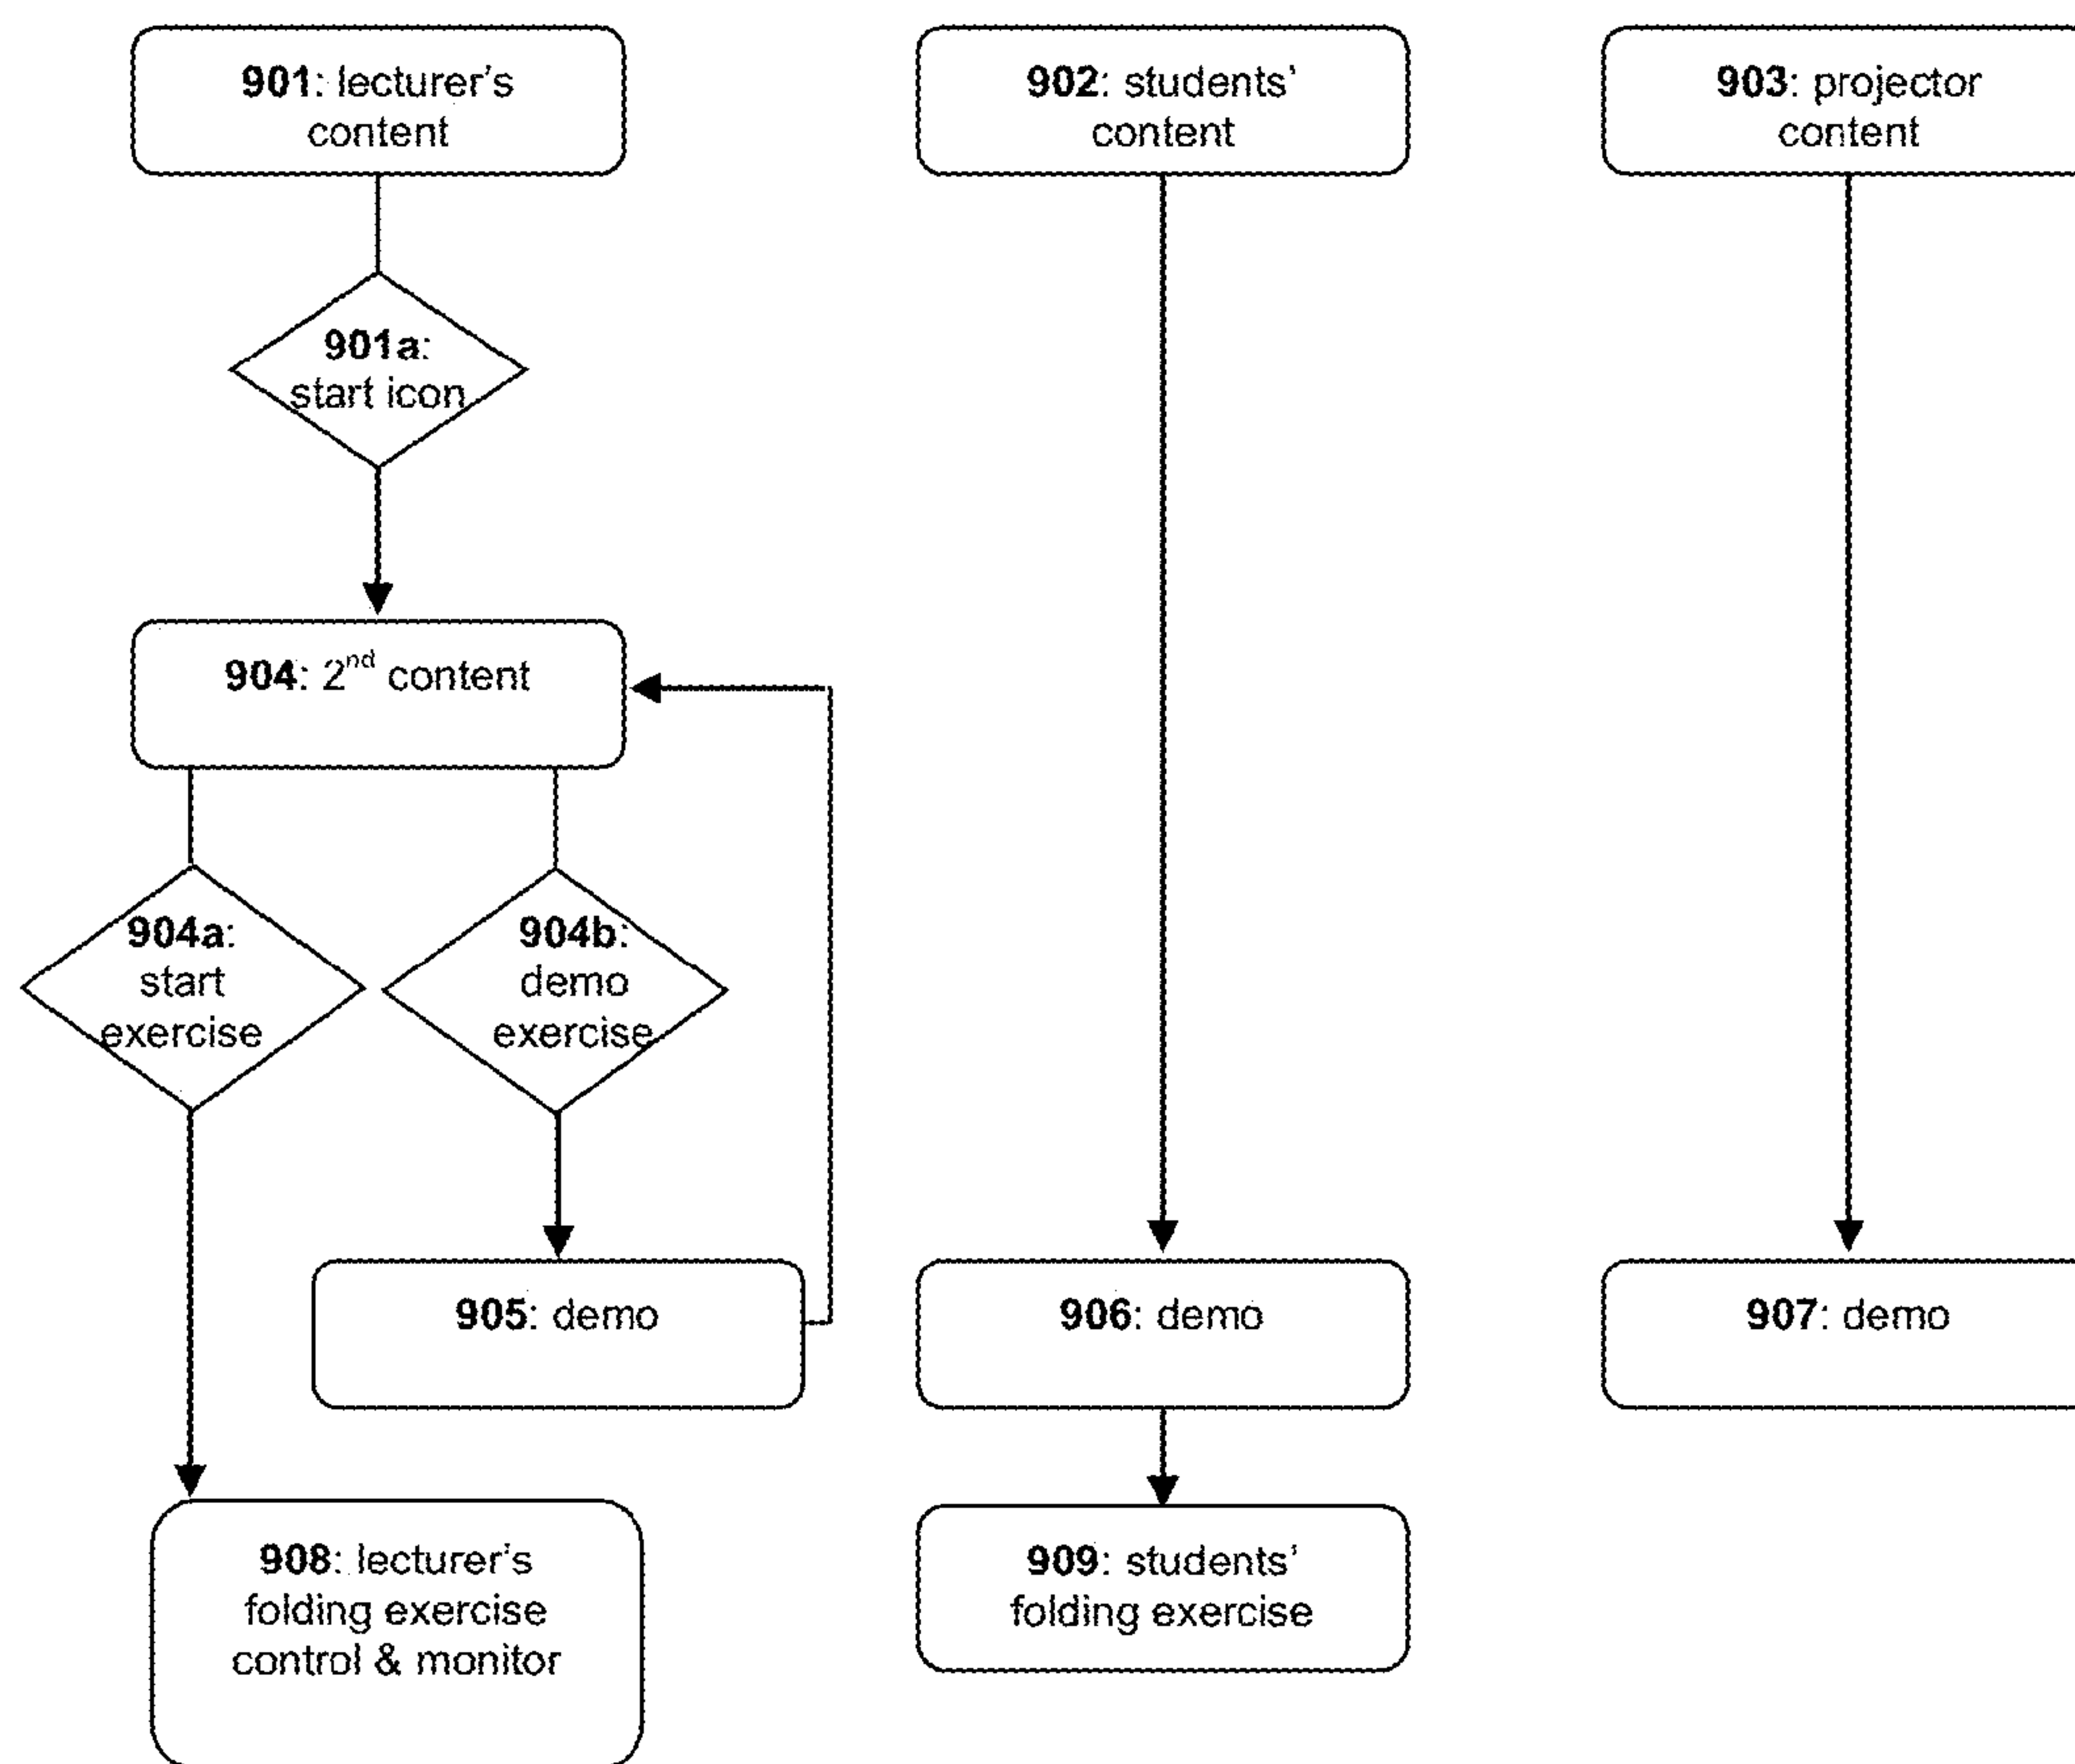 901: lecturer's
content
902: students'
content
903: projector
content
901a:
start icon
904: 2nd content
904a:
start
exercise
904b:
demo
exercise
905: demo
906: demo
907: demo
908: lecturer's
folding exercise
control & monitor
909: students'
folding exercise